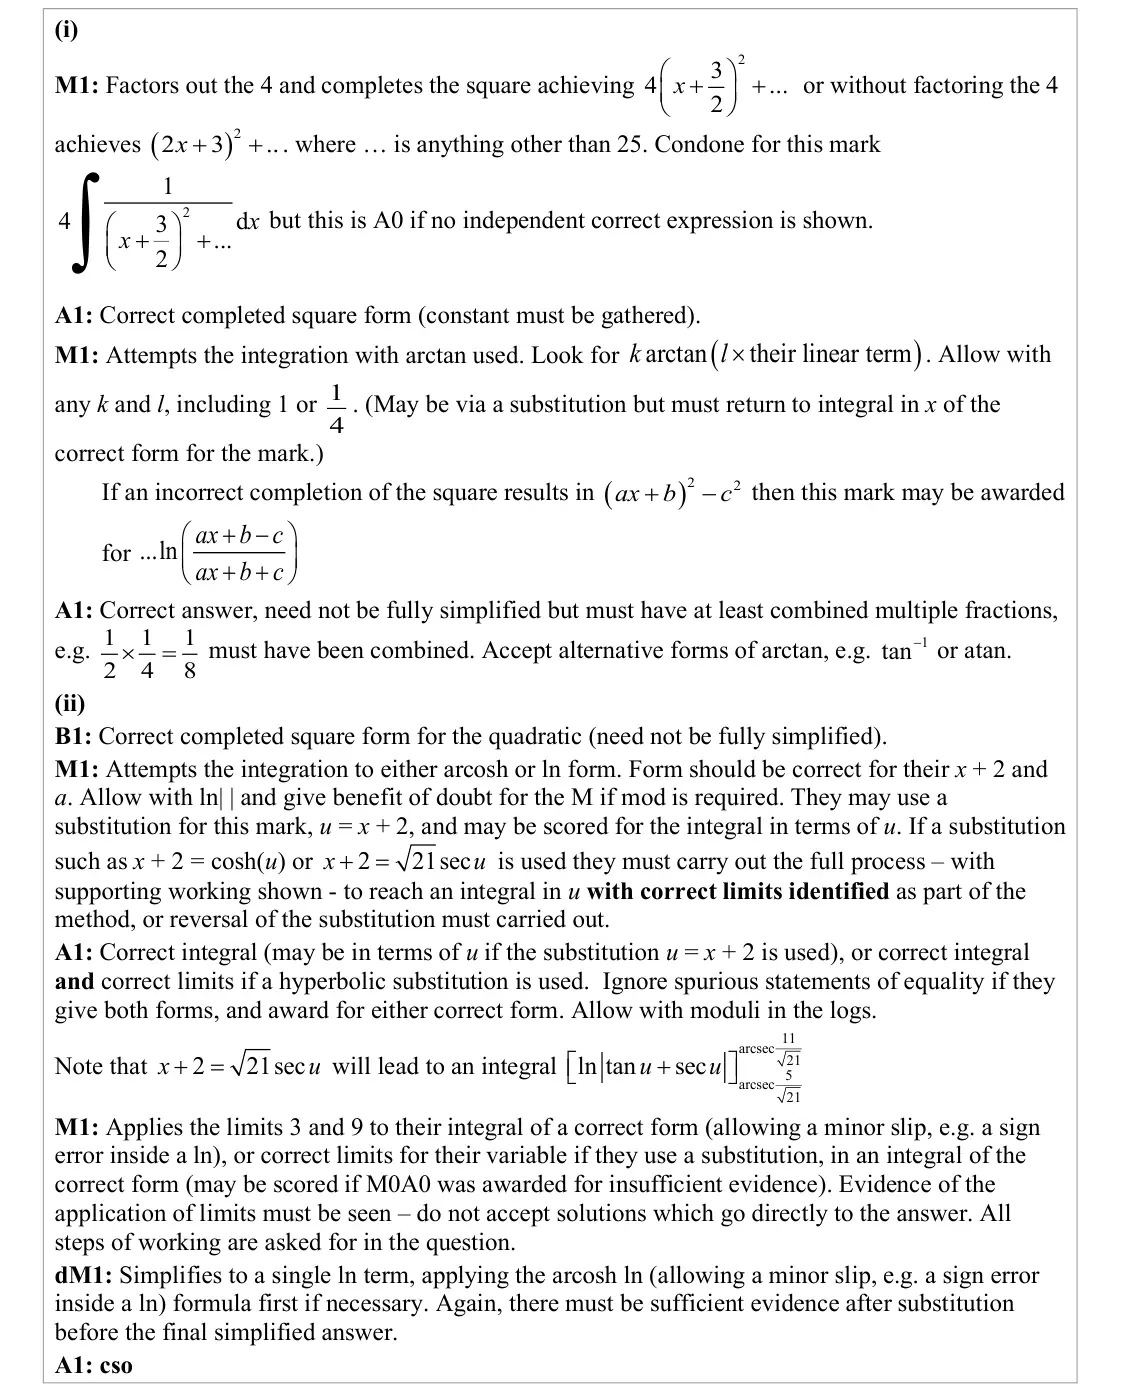 (i)
M1: Factors out the 4 and completes the square achieving 4(x + 3/2)² + ... or without factoring the 4
achieves (2x + 3)² + ... where … is anything other than 25. Condone for this mark
4∫ 1/((x + 3/2)² + ...) dx but this is A0 if no independent correct expression is shown.
A1: Correct completed square form (constant must be gathered).
M1: Attempts the integration with arctan used. Look for k arctan(l × their linear term). Allow with
any k and l, including 1 or 1/4. (May be via a substitution but must return to integral in x of the
correct form for the mark.)
If an incorrect completion of the square results in (ax + b)² − c² then this mark may be awarded
for ...ln((ax + b − c)/(ax + b + c))
A1: Correct answer, need not be fully simplified but must have at least combined multiple fractions,
e.g. 1/2 × 1/4 = 1/8 must have been combined. Accept alternative forms of arctan, e.g. tan⁻¹ or atan.
(ii)
B1: Correct completed square form for the quadratic (need not be fully simplified).
M1: Attempts the integration to either arcosh or ln form. Form should be correct for their x + 2 and
a. Allow with ln| | and give benefit of doubt for the M if mod is required. They may use a
substitution for this mark, u = x + 2, and may be scored for the integral in terms of u. If a substitution
such as x + 2 = cosh(u) or x + 2 = √21 sec u is used they must carry out the full process – with
supporting working shown - to reach an integral in u with correct limits identified as part of the
method, or reversal of the substitution must carried out.
A1: Correct integral (may be in terms of u if the substitution u = x + 2 is used), or correct integral
and correct limits if a hyperbolic substitution is used. Ignore spurious statements of equality if they
give both forms, and award for either correct form. Allow with moduli in the logs.
Note that x + 2 = √21 sec u will lead to an integral [ln|tan u + sec u|] arcsec 11/√21 arcsec 5/√21
M1: Applies the limits 3 and 9 to their integral of a correct form (allowing a minor slip, e.g. a sign
error inside a ln), or correct limits for their variable if they use a substitution, in an integral of the
correct form (may be scored if M0A0 was awarded for insufficient evidence). Evidence of the
application of limits must be seen – do not accept solutions which go directly to the answer. All
steps of working are asked for in the question.
dM1: Simplifies to a single ln term, applying the arcosh ln (allowing a minor slip, e.g. a sign error
inside a ln) formula first if necessary. Again, there must be sufficient evidence after substitution
before the final simplified answer.
A1: cso